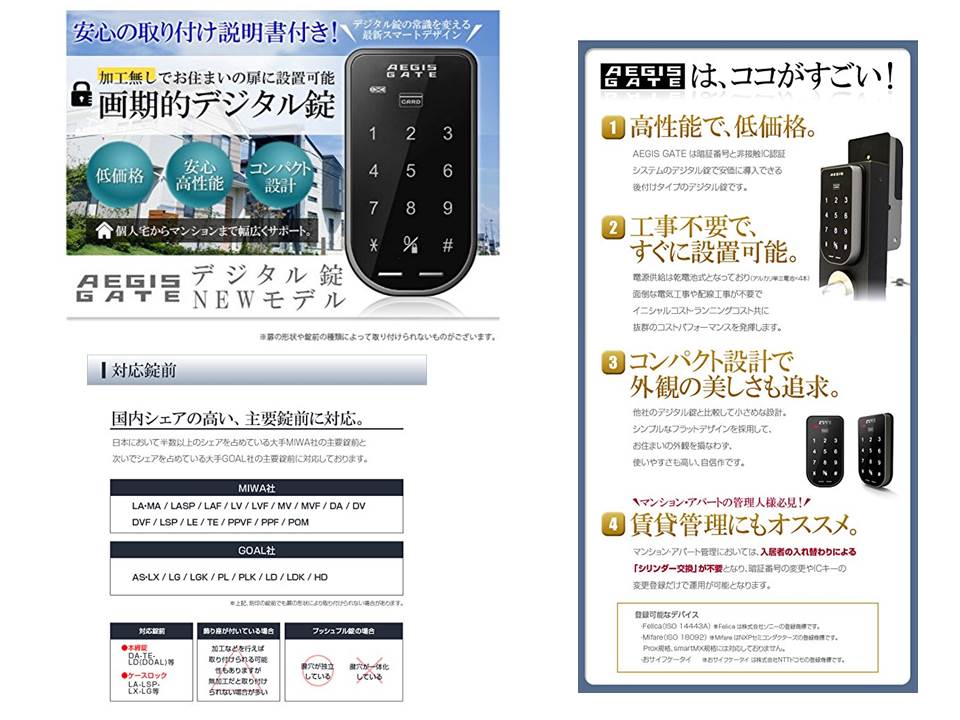 安心の取り付け説明書付き!
デジタル錠の常識を変える
最新スマートデザイン
加工無しでお住まいの扉に設置可能
画期的デジタル錠
低価格
安心
高性能
コンパクト
設計
個人宅からマンションまで幅広くサポート。
AEGIS
GATE
CARD
1 2 3
4 5 6
7 8 9
* #
AEGIS
GATE
デジタル錠
NEWモデル
※扉の形状や錠前の種類によって取り付けられないものがございます。
対応錠前
国内シェアの高い、主要錠前に対応。
日本において半数以上のシェアを占めている大手MIWA社の主要錠前と
次いでシェアを占めている大手GOAL社の主要錠前に対応しております。
MIWA社
LA・MA / LASP / LAF / LV / LVF / MV / MVF / DA / DV
DVF / LSP / LE / TE / PPVF / PPF / POM
GOAL社
AS・LX / LG / LGK / PL / PLK / LD / LDK / HD
※上記、刻印の錠前でも扉の形状により取り付けられない場合があります。
対応錠前
●本締錠
DA・TE・
LD(GOAL)等
●ケースロック
LA・LSP・
LX・LG等
飾り座が付いている場合
加工などを行えば
取り付けられる可能
性もありますが
無加工だと取り付け
られない場合が多い
プッシュプル錠の場合
鍵穴が独立
している
鍵穴が一体化
している
AEGIS
GATE
は、ココがすごい!
1 高性能で、低価格。
AEGIS GATE は暗証番号と非接触IC認証
システムのデジタル錠で安価に導入できる
後付けタイプのデジタル錠です。
2 工事不要で、
すぐに設置可能。
電源供給は乾電池式となっており(アルカリ単三電池×4本)
面倒な電気工事や配線工事が不要で
イニシャルコスト・ランニングコスト共に
抜群のコストパフォーマンスを発揮します。
3 コンパクト設計で
外観の美しさも追求。
他社のデジタル錠と比較して小さめな設計。
シンプルなフラットデザインを採用して、
お住まいの外観を損なわず、
使いやすさも高い、自信作です。
マンション・アパートの管理人様必見!
4 賃貸管理にもオススメ。
マンション・アパート管理においては、入居者の入れ替わりによる
「シリンダー交換」が不要となり、暗証番号の変更やICキーの
変更登録だけで運用が可能となります。
登録可能なデバイス
・Felica(ISO 14443A) ※Felica は株式会社ソニーの登録商標です。
・Mifare(ISO 18092) ※Mifare はNXPセミコンダクターズの登録商標です。
Prox規格、smartMX規格には対応しておりません。
・おサイフケータイ ※おサイフケータイ は株式会社NTTドコモの登録商標です。